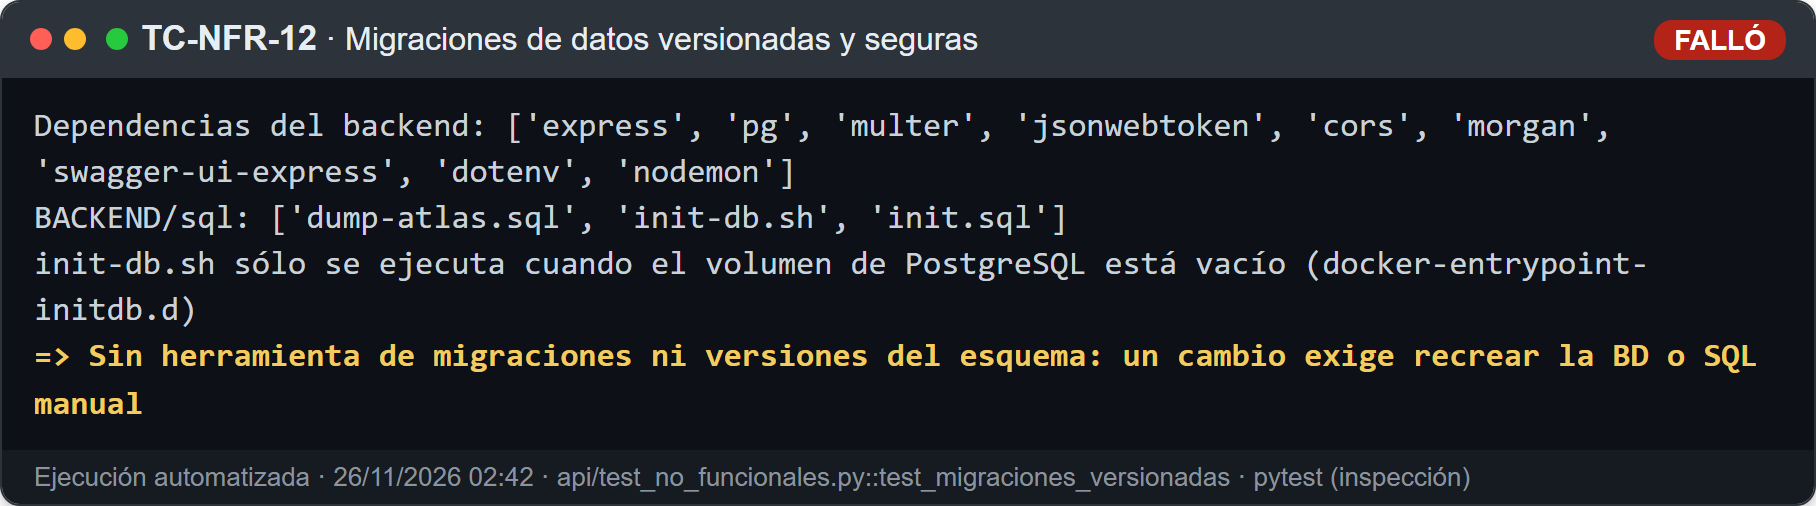 TC-NFR-12 · Migraciones de datos versionadas y seguras
FALLÓ
Dependencias del backend: ['express', 'pg', 'multer', 'jsonwebtoken', 'cors', 'morgan',
'swagger-ui-express', 'dotenv', 'nodemon']
BACKEND/sql: ['dump-atlas.sql', 'init-db.sh', 'init.sql']
init-db.sh sólo se ejecuta cuando el volumen de PostgreSQL está vacío (docker-entrypoint-
initdb.d)
=> Sin herramienta de migraciones ni versiones del esquema: un cambio exige recrear la BD o SQL
manual
Ejecución automatizada · 26/11/2026 02:42 · api/test_no_funcionales.py::test_migraciones_versionadas · pytest (inspección)